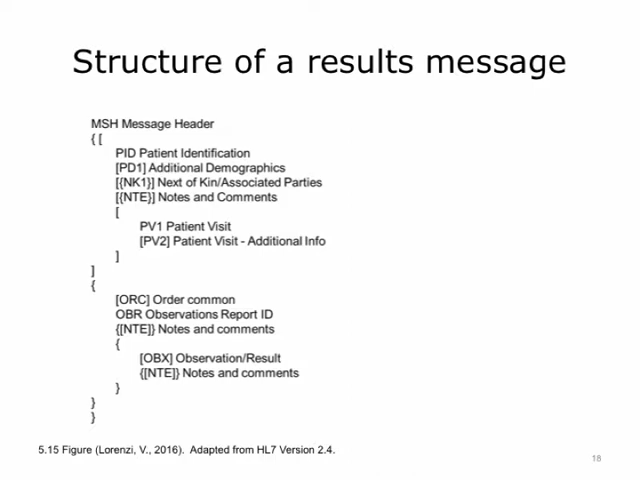 Structure of a results message
MSH Message Header
{ [
PID Patient Identification
[PD1] Additional Demographics
[{NK1}] Next of Kin/Associated Parties
[{NTE}] Notes and Comments
[
PV1 Patient Visit
[PV2] Patient Visit - Additional Info
]
]
{
[ORC] Order common
OBR Observations Report ID
{[NTE]} Notes and comments
{
[OBX] Observation/Result
{[NTE]} Notes and comments
}
}
}
5.15 Figure (Lorenzi, V., 2016). Adapted from HL7 Version 2.4.
18